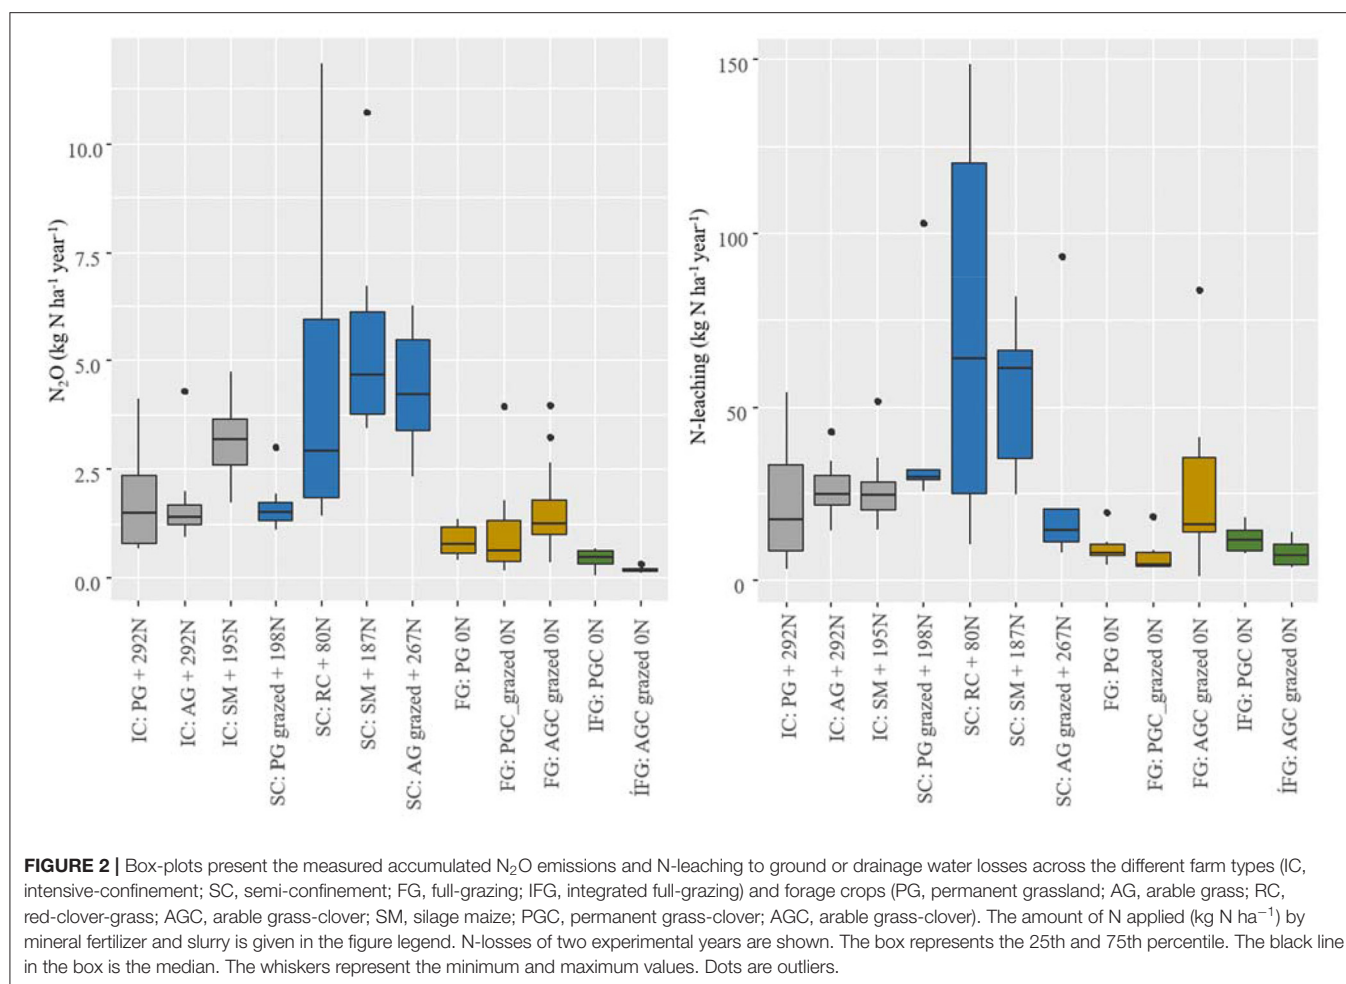 10.0
7.5
5.0
2.5
0.0
N₂O (kg N ha⁻¹ year⁻¹)
IC: PG + 292N
IC: AG + 292N
IC: SM + 195N
SC: PG grazed + 198N
SC: RC + 80N
SC: SM + 187N
SC: AG grazed + 267N
FG: PG 0N
FG: PGC_grazed 0N
FG: AGC grazed 0N
IFG: PGC 0N
ÍFG: AGC grazed 0N
150
100
50
0
N-leaching (kg N ha⁻¹ year⁻¹)
IC: PG + 292N
IC: AG + 292N
IC: SM + 195N
SC: PG grazed + 198N
SC: RC + 80N
SC: SM + 187N
SC: AG grazed + 267N
FG: PG 0N
FG: PGC_grazed 0N
FG: AGC grazed 0N
IFG: PGC 0N
ÍFG: AGC grazed 0N
FIGURE 2 | Box-plots present the measured accumulated N₂O emissions and N-leaching to ground or drainage water losses across the different farm types (IC,
intensive-confinement; SC, semi-confinement; FG, full-grazing; IFG, integrated full-grazing) and forage crops (PG, permanent grassland; AG, arable grass; RC,
red-clover-grass; AGC, arable grass-clover; SM, silage maize; PGC, permanent grass-clover; AGC, arable grass-clover). The amount of N applied (kg N ha⁻¹) by
mineral fertilizer and slurry is given in the figure legend. N-losses of two experimental years are shown. The box represents the 25th and 75th percentile. The black line
in the box is the median. The whiskers represent the minimum and maximum values. Dots are outliers.